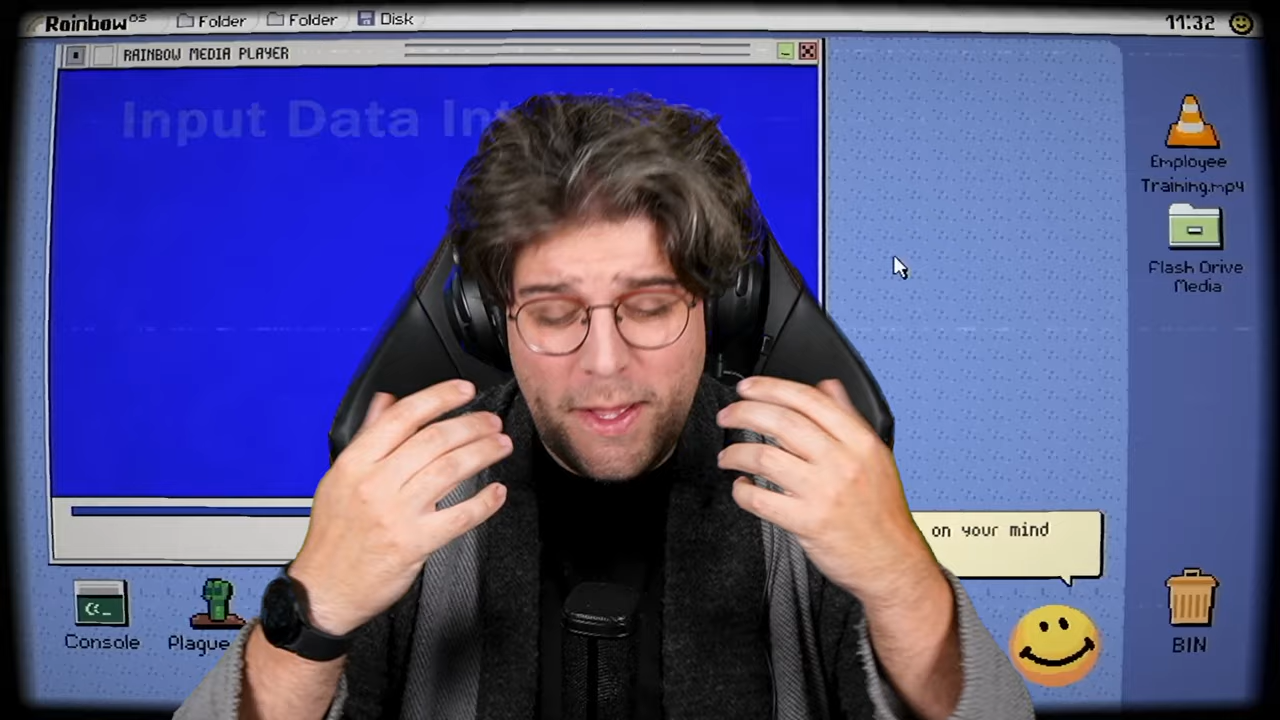 Rainbow OS
Folder
Folder
Disk
11:32
RAINBOW MEDIA PLAYER
Input Data
Employee
Training.mp4
Flash Drive
Media
on your mind
Console
Plague
BIN